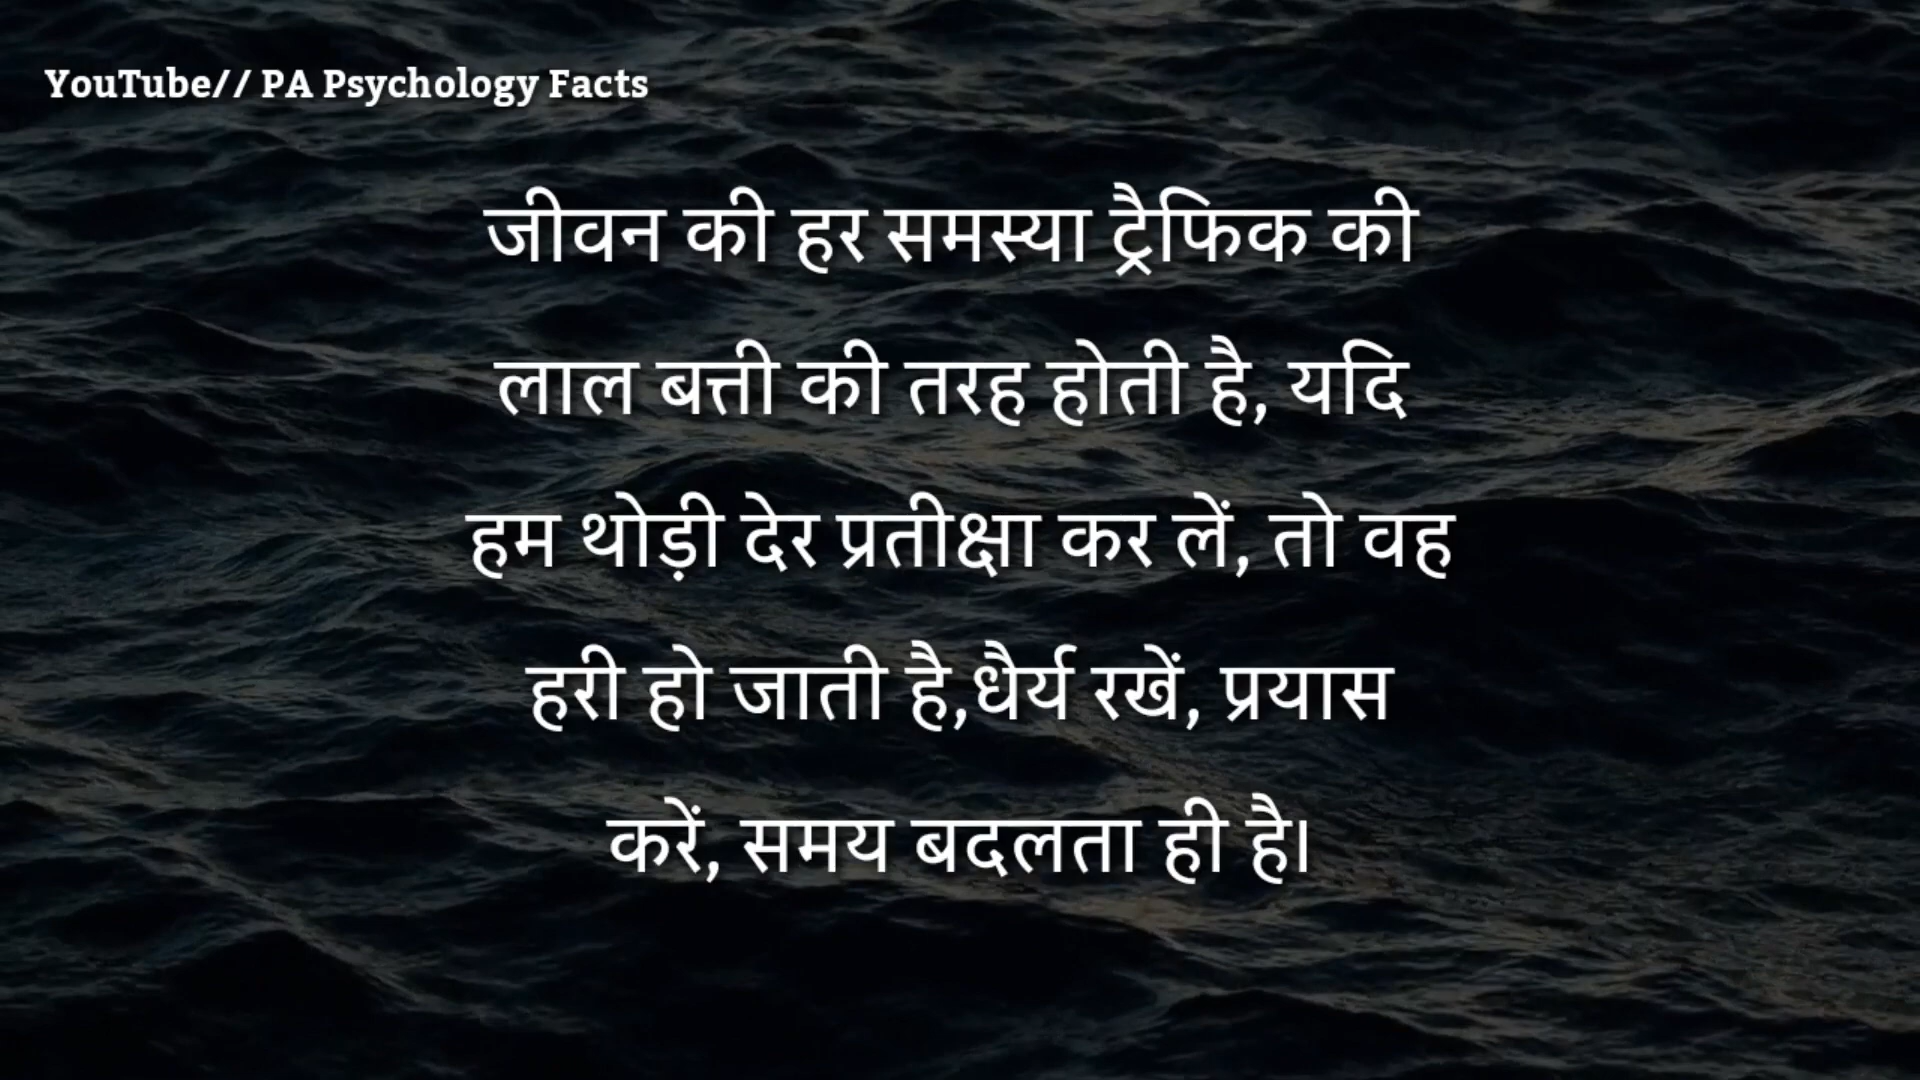 YouTube// PA Psychology Facts
जीवन की हर समस्या ट्रैफिक की
लाल बत्ती की तरह होती है, यदि
हम थोड़ी देर प्रतीक्षा कर लें, तो वह
हरी हो जाती है,धैर्य रखें, प्रयास
करें, समय बदलता ही है।